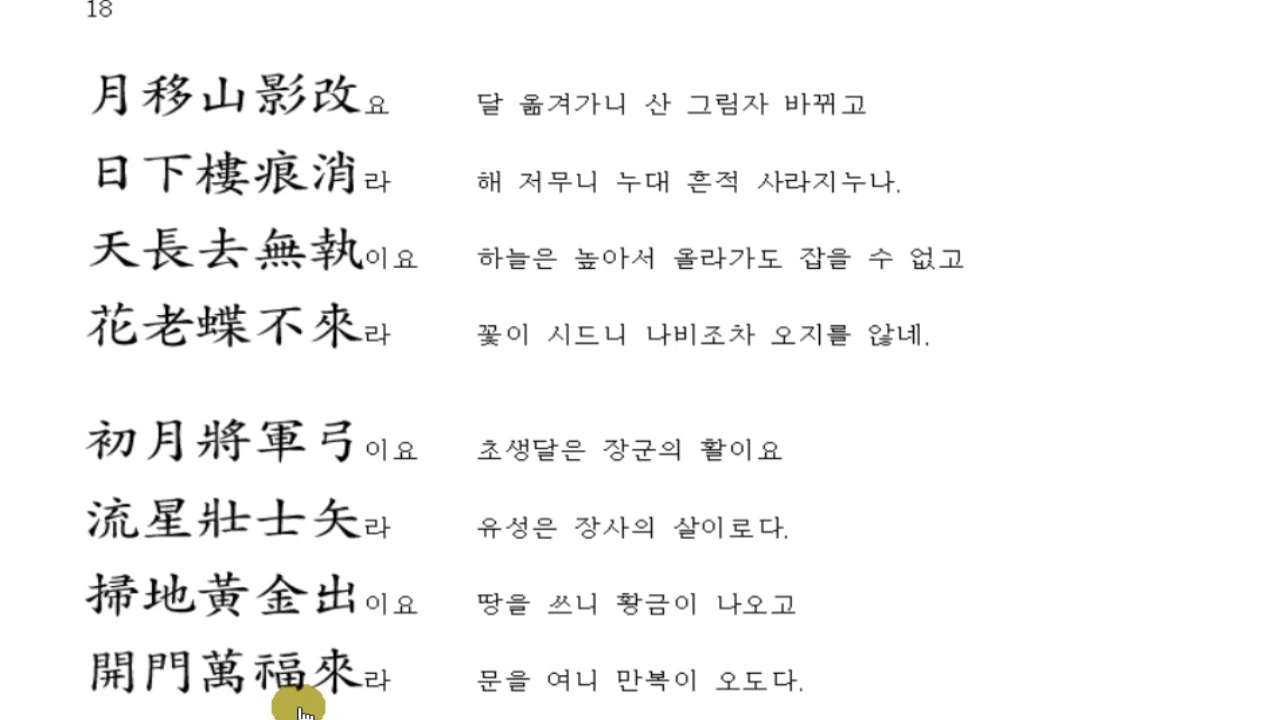 18
月移山影改요 달 옮겨가니 산 그림자 바뀌고
日下樓痕消라 해 저무니 누대 흔적 사라지누나.
天長去無執이요 하늘은 높아서 올라가도 잡을 수 없고
花老蝶不來라 꽃이 시드니 나비조차 오지를 않네.
初月將軍弓이요 초생달은 장군의 활이요
流星壯士矢라 유성은 장사의 살이로다.
掃地黃金出이요 땅을 쓰니 황금이 나오고
開門萬福來라 문을 여니 만복이 오도다.